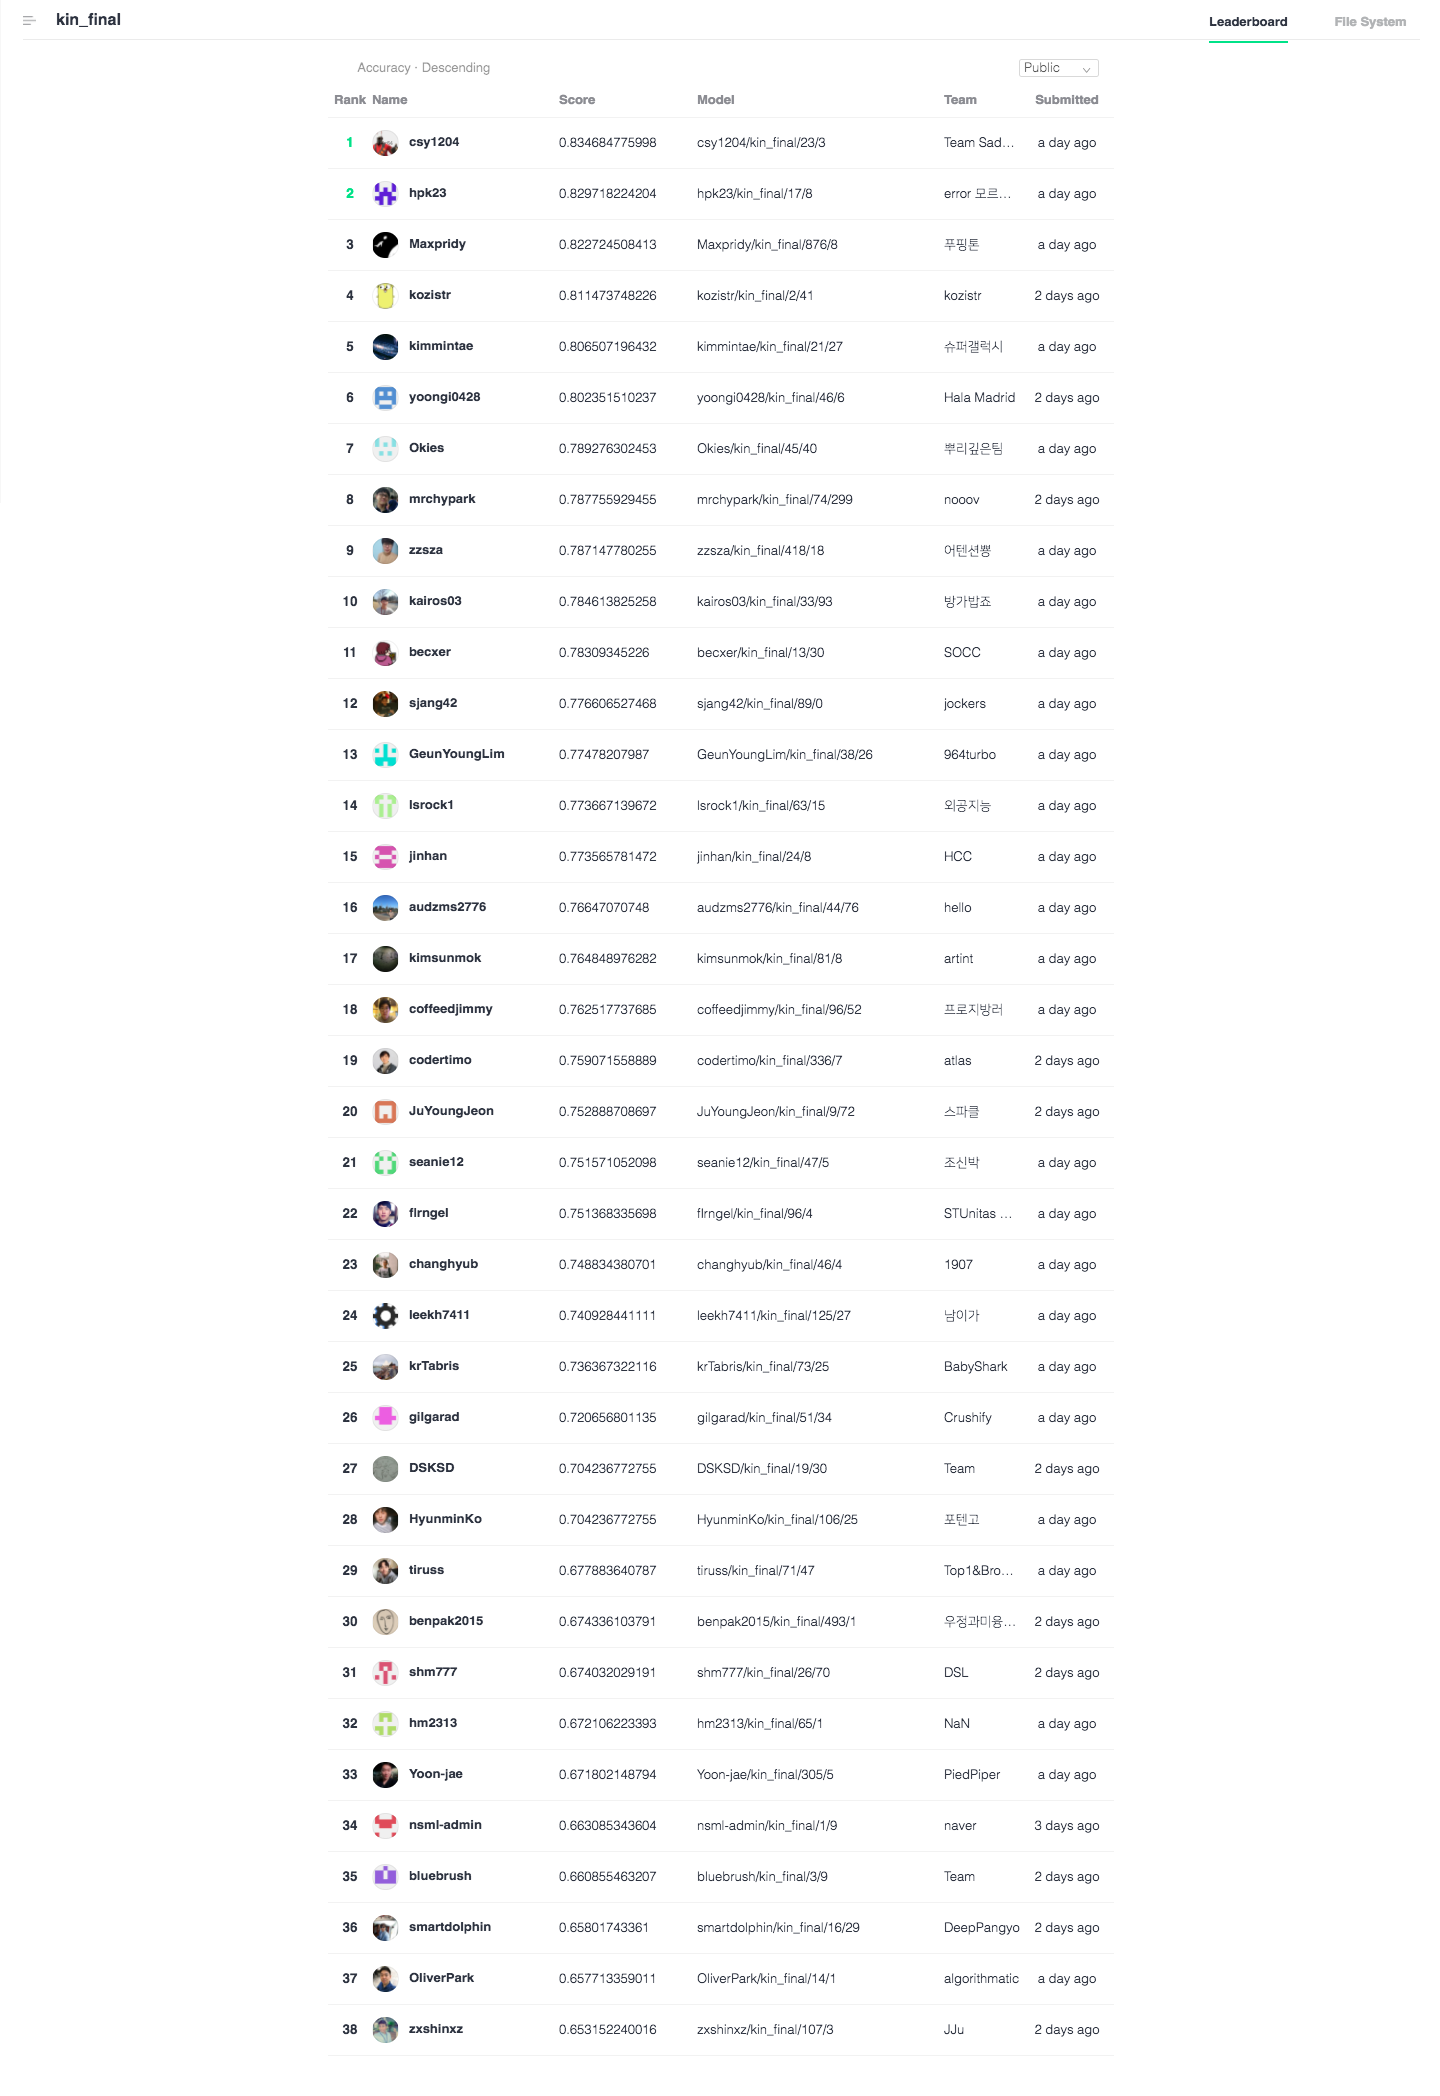 kin_final Leaderboard File System
Accuracy · Descending Public
Rank Name Score Model Team Submitted
1 csy1204 0.834684775998 csy1204/kin_final/23/3 Team Sad... a day ago
2 hpk23 0.829718224204 hpk23/kin_final/17/8 error 모르... a day ago
3 Maxpridy 0.822724508413 Maxpridy/kin_final/876/8 푸핑톤 a day ago
4 kozistr 0.811473748226 kozistr/kin_final/2/41 kozistr 2 days ago
5 kimmintae 0.806507196432 kimmintae/kin_final/21/27 슈퍼갤럭시 a day ago
6 yoongi0428 0.802351510237 yoongi0428/kin_final/46/6 Hala Madrid 2 days ago
7 Okies 0.789276302453 Okies/kin_final/45/40 뿌리깊은팀 a day ago
8 mrchypark 0.787755929455 mrchypark/kin_final/74/299 nooov 2 days ago
9 zzsza 0.787147780255 zzsza/kin_final/418/18 어텐션뿅 a day ago
10 kairos03 0.784613825258 kairos03/kin_final/33/93 방가밥죠 a day ago
11 becxer 0.78309345226 becxer/kin_final/13/30 SOCC a day ago
12 sjang42 0.776606527468 sjang42/kin_final/89/0 jockers a day ago
13 GeunYoungLim 0.77478207987 GeunYoungLim/kin_final/38/26 964turbo a day ago
14 lsrock1 0.773667139672 lsrock1/kin_final/63/15 외공지능 a day ago
15 jinhan 0.773565781472 jinhan/kin_final/24/8 HCC a day ago
16 audzms2776 0.76647070748 audzms2776/kin_final/44/76 hello a day ago
17 kimsunmok 0.764848976282 kimsunmok/kin_final/81/8 artint a day ago
18 coffeedjimmy 0.762517737685 coffeedjimmy/kin_final/96/52 프로지방러 a day ago
19 codertimo 0.759071558889 codertimo/kin_final/336/7 atlas 2 days ago
20 JuYoungJeon 0.752888708697 JuYoungJeon/kin_final/9/72 스파클 2 days ago
21 seanie12 0.751571052098 seanie12/kin_final/47/5 조신박 a day ago
22 flrngel 0.751368335698 flrngel/kin_final/96/4 STUnitas ... a day ago
23 changhyub 0.748834380701 changhyub/kin_final/46/4 1907 a day ago
24 leekh7411 0.740928441111 leekh7411/kin_final/125/27 남이가 a day ago
25 krTabris 0.736367322116 krTabris/kin_final/73/25 BabyShark a day ago
26 gilgarad 0.720656801135 gilgarad/kin_final/51/34 Crushify a day ago
27 DSKSD 0.704236772755 DSKSD/kin_final/19/30 Team 2 days ago
28 HyunminKo 0.704236772755 HyunminKo/kin_final/106/25 포텐고 a day ago
29 tiruss 0.677883640787 tiruss/kin_final/71/47 Top1&Bro... a day ago
30 benpak2015 0.674336103791 benpak2015/kin_final/493/1 우정과미용... 2 days ago
31 shm777 0.674032029191 shm777/kin_final/26/70 DSL 2 days ago
32 hm2313 0.672106223393 hm2313/kin_final/65/1 NaN a day ago
33 Yoon-jae 0.671802148794 Yoon-jae/kin_final/305/5 PiedPiper a day ago
34 nsml-admin 0.663085343604 nsml-admin/kin_final/1/9 naver 3 days ago
35 bluebrush 0.660855463207 bluebrush/kin_final/3/9 Team 2 days ago
36 smartdolphin 0.65801743361 smartdolphin/kin_final/16/29 DeepPangyo 2 days ago
37 OliverPark 0.657713359011 OliverPark/kin_final/14/1 algorithmatic a day ago
38 zxshinxz 0.653152240016 zxshinxz/kin_final/107/3 JJu 2 days ago